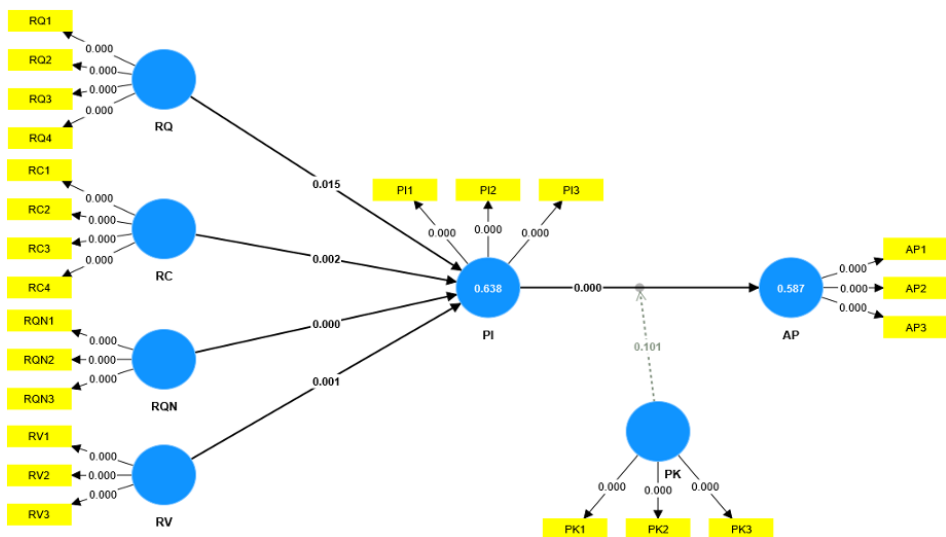 RQ1
0.000
RQ2
0.000
RQ3
0.000
RQ4
0.000
RQ
RC1
0.000
RC2
0.000
RC3
0.000
RC4
0.000
RC
RQN1
0.000
RQN2
0.000
RQN3
0.000
RQN
RV1
0.000
RV2
0.000
RV3
0.000
RV
0.015
0.002
0.000
0.001
PI1
PI2
PI3
0.000
0.000
0.000
0.638
PI
0.000
0.587
AP
0.000
AP1
0.000
AP2
0.000
AP3
0.101
PK
0.000
0.000
0.000
PK1
PK2
PK3